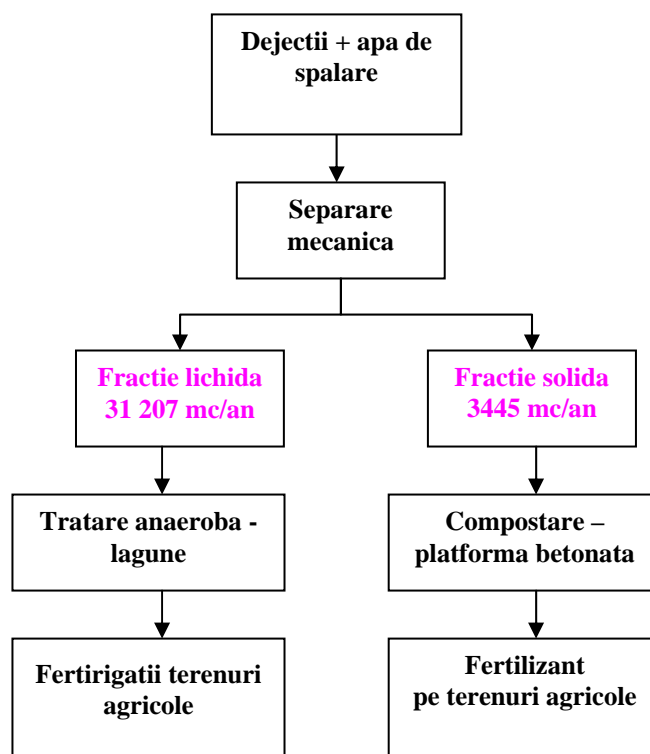 Dejectii + apa de
spalare
Separare
mecanica
Fractie lichida
31 207 mc/an
Fractie solida
3445 mc/an
Tratare anaeroba -
lagune
Compostare –
platforma betonata
Fertirigatii terenuri
agricole
Fertilizant
pe terenuri agricole